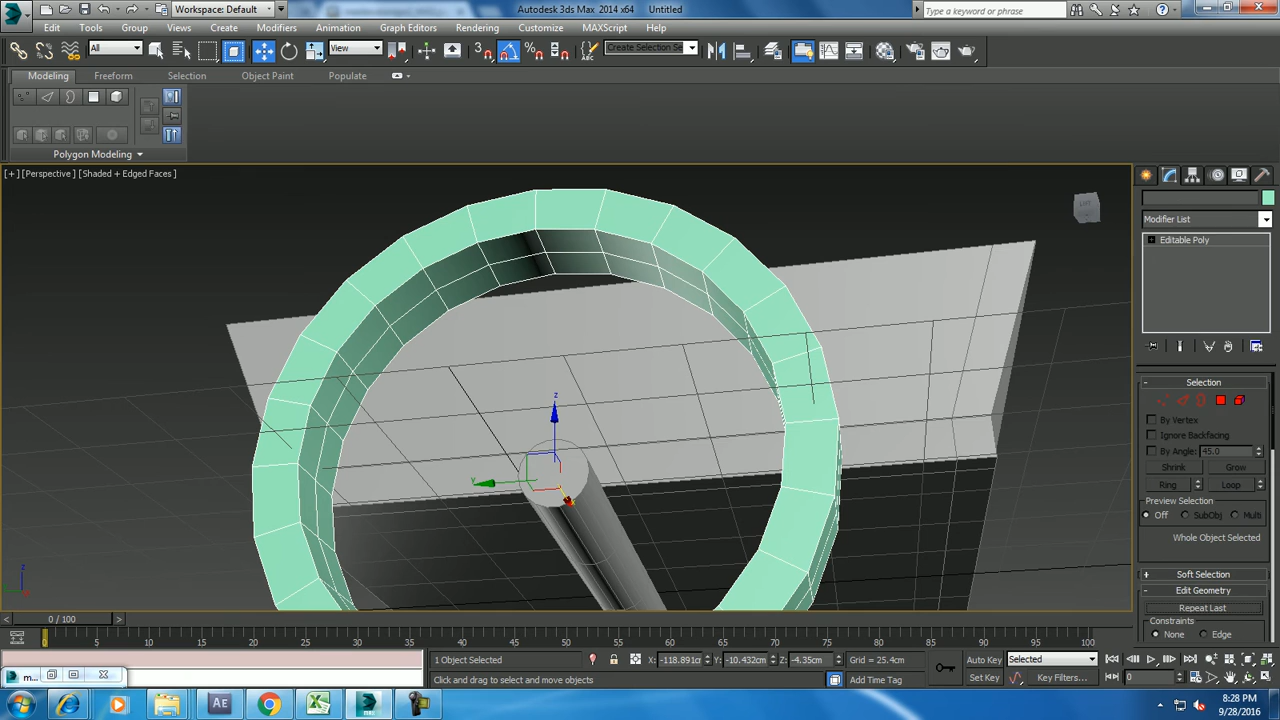 Workspace: Default
Autodesk 3ds Max 2014 x64
Untitled
Type a keyword or phrase
Edit Tools Group Views Create Modifiers Animation Graph Editors Rendering Customize MAXScript Help
All
View
3
Create Selection Se
Modeling Freeform Selection Object Paint Populate
Polygon Modeling
[+] [Perspective] [Shaded + Edged Faces]
Modifier List
Editable Poly
z
y
z
Selection
By Vertex
Ignore Backfacing
By Angle: 45.0
Shrink Grow
Ring Loop
Preview Selection
Off SubObj Multi
Whole Object Selected
Soft Selection
Edit Geometry
Repeat Last
Constraints
None Edge
0 / 100
0 5 10 15 20 25 30 35 40 45 50 55 60 65 70 75 80 85 90 95 100
1 Object Selected
X: -118.891cm Y: -10.432cm Z: -4.35cm Grid = 25.4cm
Auto Key Selected
Click and drag to select and move objects
Add Time Tag
Set Key Key Filters...
0
m...
AE
8:28 PM
9/28/2016